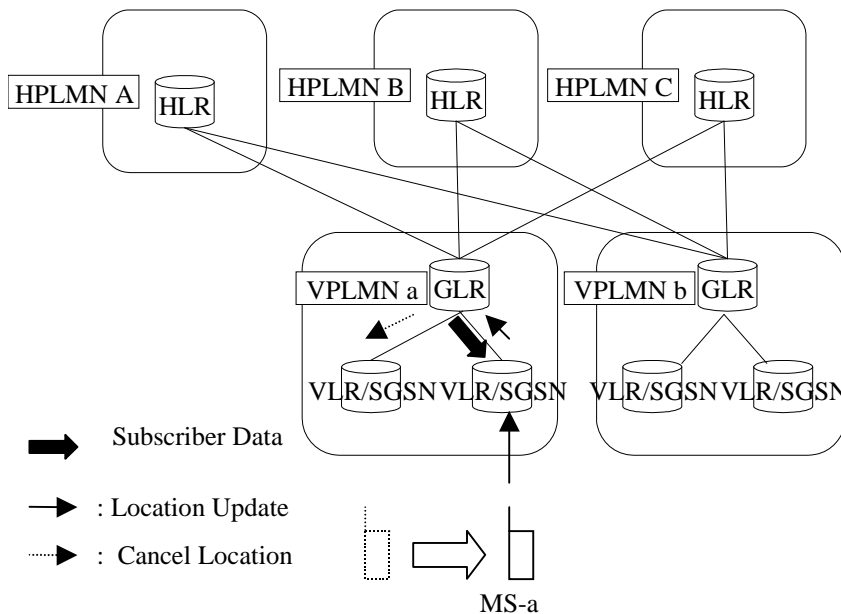 HPLMN A
HLR
HPLMN B
HLR
HPLMN C
HLR
VPLMN a
GLR
VPLMN b
GLR
VLR/SGSN
VLR/SGSN
VLR/SGSN
VLR/SGSN
Subscriber Data
: Location Update
: Cancel Location
MS-a